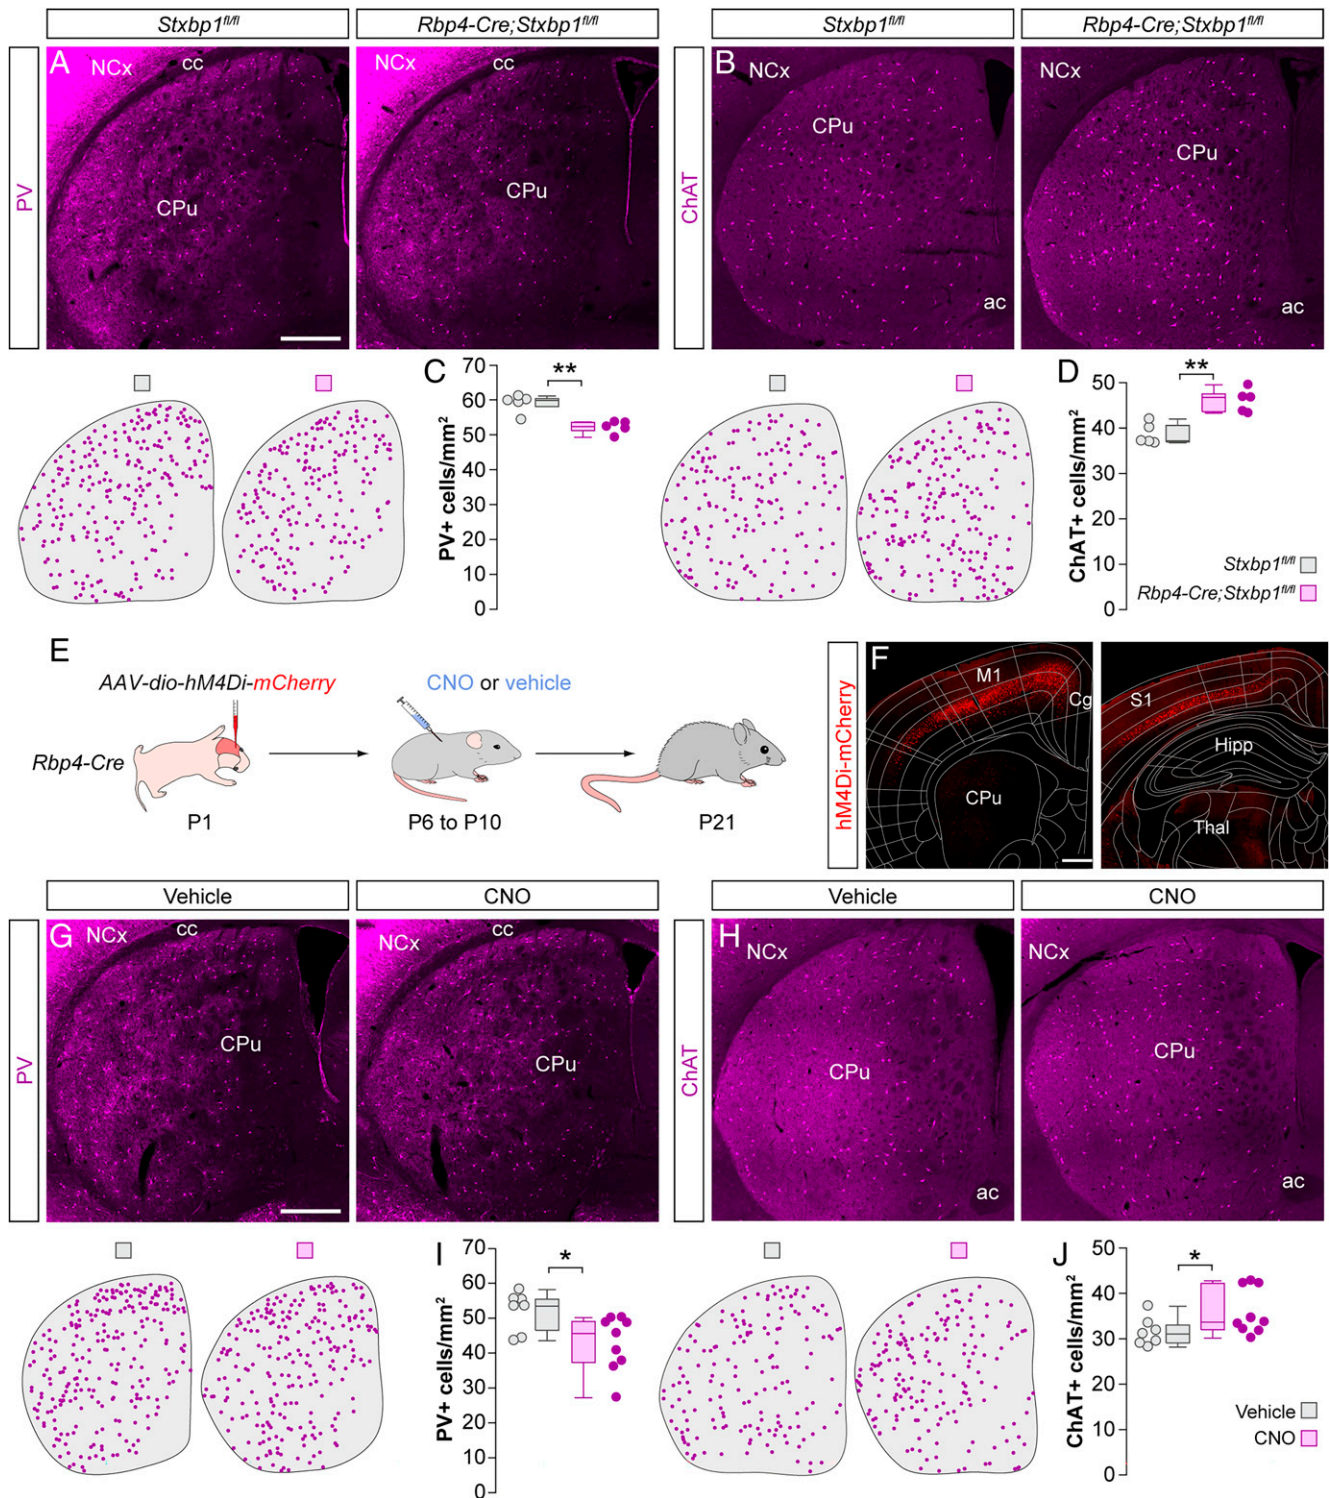 Stxbp1fl/fl
Rbp4-Cre;Stxbp1fl/fl
Stxbp1fl/fl
Rbp4-Cre;Stxbp1fl/fl
PV
A
NCx
cc
CPu
NCx
cc
CPu
ChAT
B
NCx
CPu
ac
NCx
CPu
ac
C
PV+ cells/mm2
70
60
50
40
30
20
10
0
**
D
ChAT+ cells/mm2
50
40
30
20
10
0
**
Stxbp1fl/fl
Rbp4-Cre;Stxbp1fl/fl
E
AAV-dio-hM4Di-mCherry
CNO or vehicle
Rbp4-Cre
P1
P6 to P10
P21
hM4Di-mCherry
F
M1
Cg
CPu
S1
Hipp
Thal
Vehicle
CNO
Vehicle
CNO
PV
G
NCx
cc
CPu
NCx
cc
CPu
ChAT
H
NCx
CPu
ac
NCx
CPu
ac
I
PV+ cells/mm2
70
60
50
40
30
20
10
0
*
J
ChAT+ cells/mm2
50
40
30
20
10
0
*
Vehicle
CNO